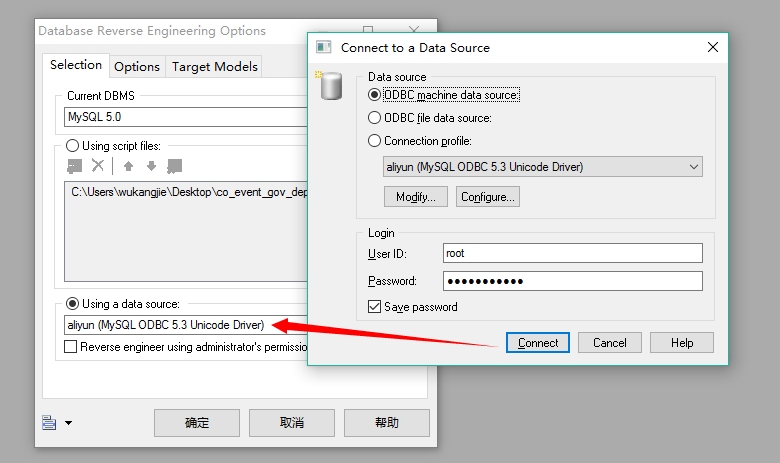 Database Reverse Engineering Options
Selection
Options
Target Models
Current DBMS
MySQL 5.0
Using script files:
C:\Users\wukangjie\Desktop\co_event_gov_dep
Using a data source:
aliyun (MySQL ODBC 5.3 Unicode Driver)
Reverse engineer using administrator's permissio
确定
取消
帮助
Connect to a Data Source
Data source
ODBC machine data source:
ODBC file data source:
Connection profile:
aliyun (MySQL ODBC 5.3 Unicode Driver)
Modify...
Configure...
Login
User ID:
root
Password:
●●●●●●●●●●●
Save password
Connect
Cancel
Help